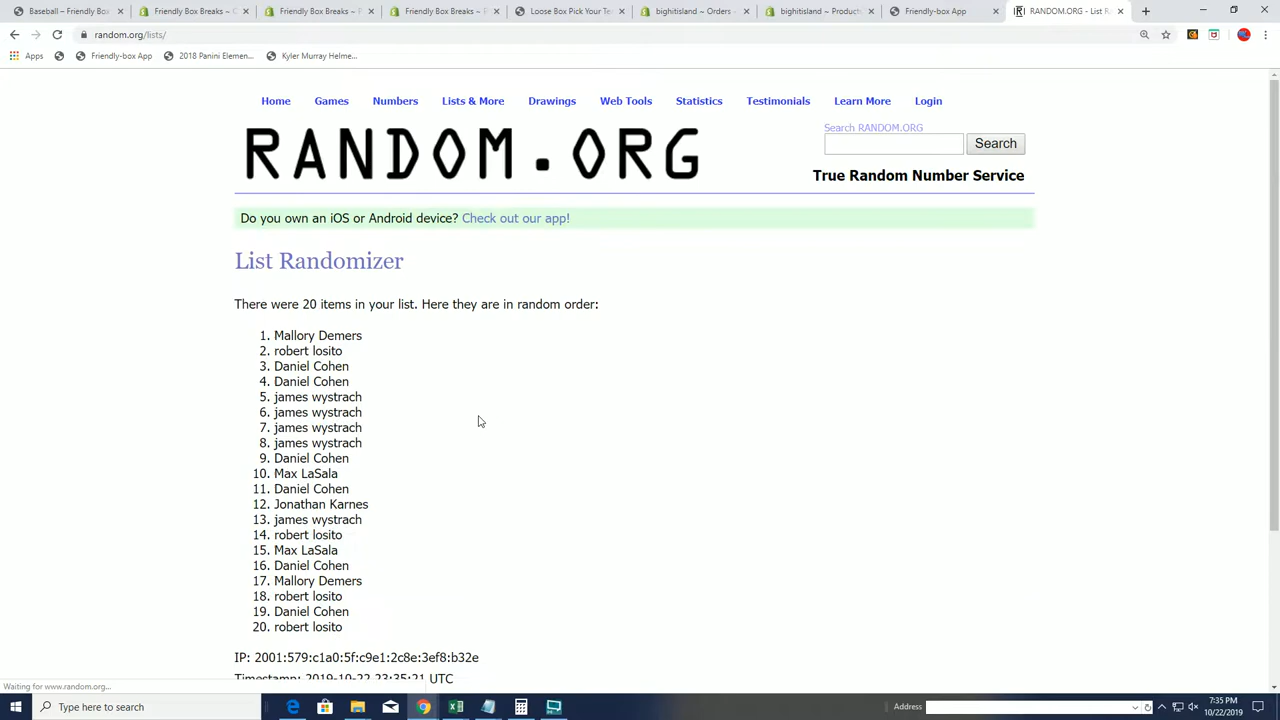 Baseball ~ Friendl
Friendly Box Breaks ~ C
Friendly Box Breaks ~ F
Friendly Box Breaks ~ P
Loose Box Pick Your Te
bighitisland ~ Orders
bighitisland ~ Product
Friendly-box App
RANDOM.ORG - List R
random.org/lists/
Apps
Friendly-box App
2018 Panini Elemen...
Kyler Murray Helme...
Home Games Numbers Lists & More Drawings Web Tools Statistics Testimonials Learn More Login
RANDOM.ORG
Search RANDOM.ORG
Search
True Random Number Service
Do you own an iOS or Android device? Check out our app!
List Randomizer
There were 20 items in your list. Here they are in random order:
1. Mallory Demers
2. robert losito
3. Daniel Cohen
4. Daniel Cohen
5. james wystrach
6. james wystrach
7. james wystrach
8. james wystrach
9. Daniel Cohen
10. Max LaSala
11. Daniel Cohen
12. Jonathan Karnes
13. james wystrach
14. robert losito
15. Max LaSala
16. Daniel Cohen
17. Mallory Demers
18. robert losito
19. Daniel Cohen
20. robert losito
IP: 2001:579:c1a0:5f:c9e1:2c8e:3ef8:b32e
Timestamp: 2019-10-22 23:35:21 UTC
Waiting for www.random.org...
Type here to search
Address
7:35 PM
10/22/2019